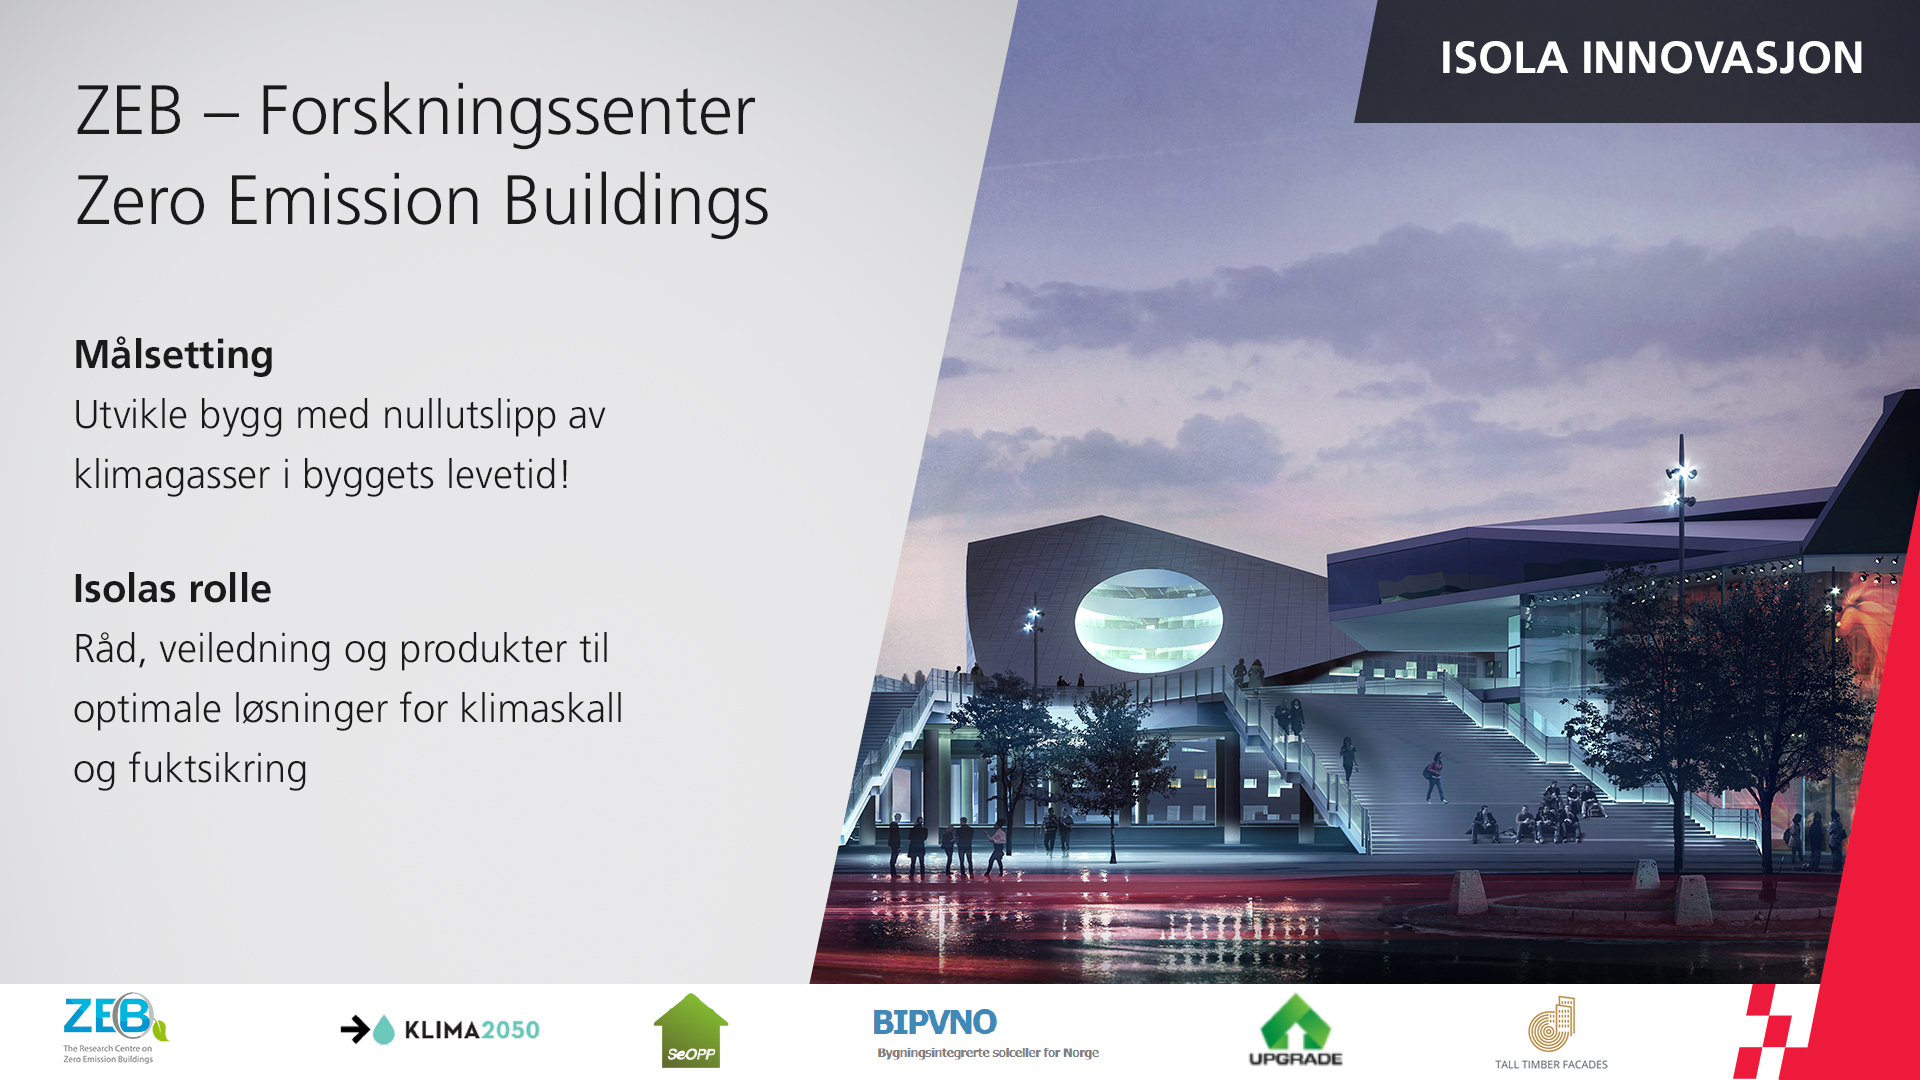 ISOLA INNOVASJON
ZEB – Forskningssenter
Zero Emission Buildings
Målsetting
Utvikle bygg med nullutslipp av
klimagasser i byggets levetid!
Isolas rolle
Råd, veiledning og produkter til
optimale løsninger for klimaskall
og fuktsikring
ZEB
The Research Centre on
Zero Emission Buildings
KLIMA2050
SeOPP
BIPVNO
Bygningsintegrerte solceller for Norge
UPGRADE
TALL TIMBER FACADES